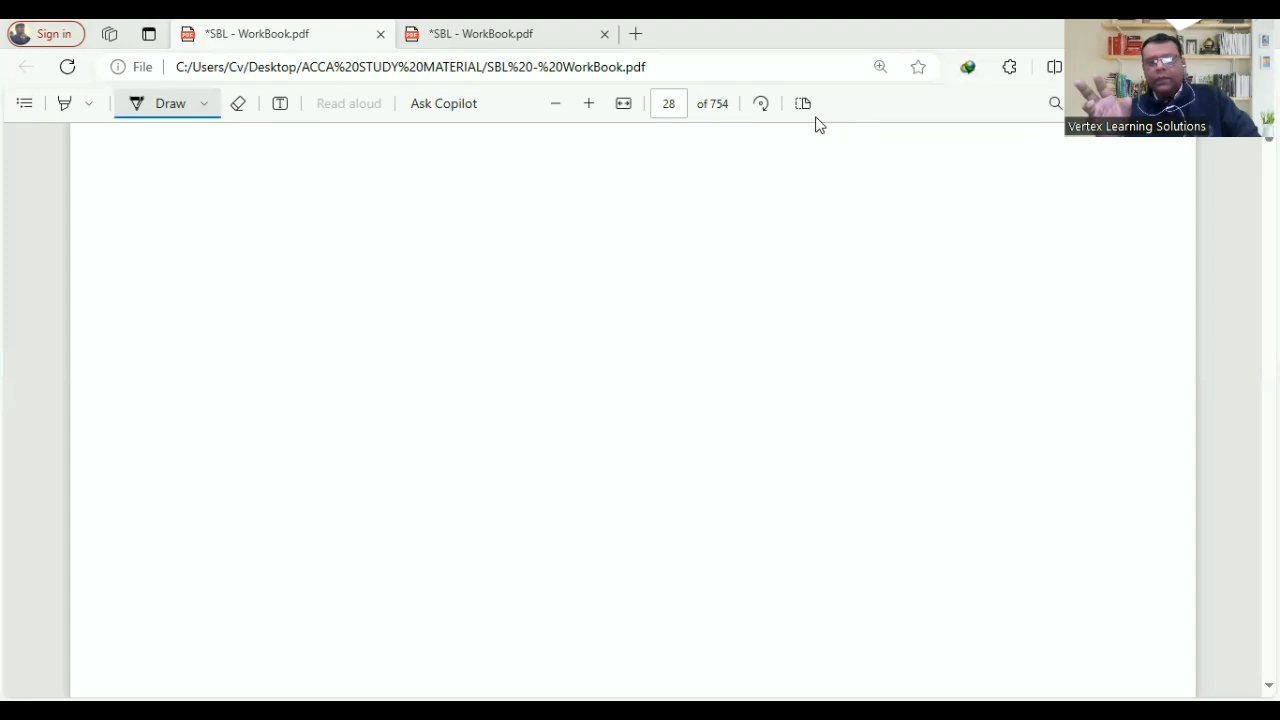 Sign in
*SBL - WorkBook.pdf
*SBL - WorkBook.pdf
File
C:/Users/Cv/Desktop/ACCA%20STUDY%20MATERIAL/SBL%20-%20WorkBook.pdf
Draw
Read aloud
Ask Copilot
28
of 754
Vertex Learning Solutions